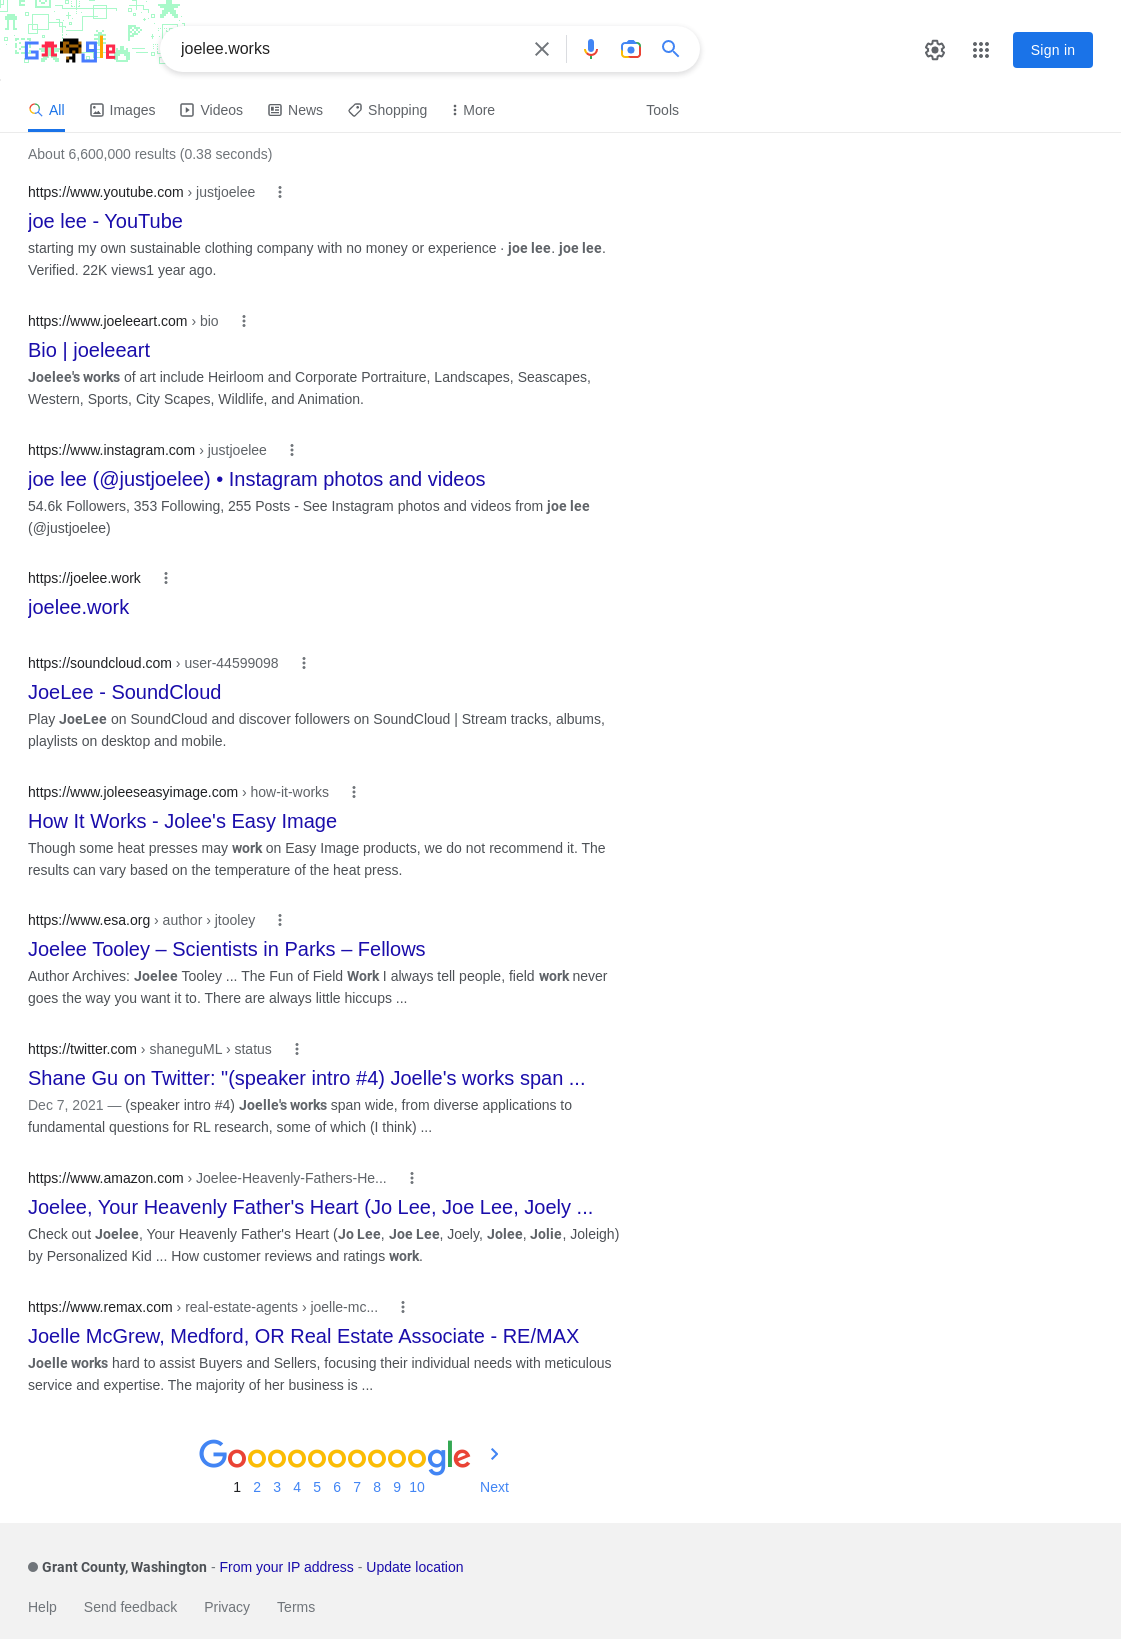 Google
joelee.works
Sign in
All Images Videos News Shopping More Tools
About 6,600,000 results (0.38 seconds)
https://www.youtube.com › justjoelee
joe lee - YouTube
starting my own sustainable clothing company with no money or experience · joe lee. joe lee.
Verified. 22K views1 year ago.
https://www.joeleeart.com › bio
Bio | joeleeart
Joelee's works of art include Heirloom and Corporate Portraiture, Landscapes, Seascapes,
Western, Sports, City Scapes, Wildlife, and Animation.
https://www.instagram.com › justjoelee
joe lee (@justjoelee) • Instagram photos and videos
54.6k Followers, 353 Following, 255 Posts - See Instagram photos and videos from joe lee
(@justjoelee)
https://joelee.work
joelee.work
https://soundcloud.com › user-44599098
JoeLee - SoundCloud
Play JoeLee on SoundCloud and discover followers on SoundCloud | Stream tracks, albums,
playlists on desktop and mobile.
https://www.joleeseasyimage.com › how-it-works
How It Works - Jolee's Easy Image
Though some heat presses may work on Easy Image products, we do not recommend it. The
results can vary based on the temperature of the heat press.
https://www.esa.org › author › jtooley
Joelee Tooley – Scientists in Parks – Fellows
Author Archives: Joelee Tooley ... The Fun of Field Work I always tell people, field work never
goes the way you want it to. There are always little hiccups ...
https://twitter.com › shaneguML › status
Shane Gu on Twitter: "(speaker intro #4) Joelle's works span ...
Dec 7, 2021 — (speaker intro #4) Joelle's works span wide, from diverse applications to
fundamental questions for RL research, some of which (I think) ...
https://www.amazon.com › Joelee-Heavenly-Fathers-He...
Joelee, Your Heavenly Father's Heart (Jo Lee, Joe Lee, Joely ...
Check out Joelee, Your Heavenly Father's Heart (Jo Lee, Joe Lee, Joely, Jolee, Jolie, Joleigh)
by Personalized Kid ... How customer reviews and ratings work.
https://www.remax.com › real-estate-agents › joelle-mc...
Joelle McGrew, Medford, OR Real Estate Associate - RE/MAX
Joelle works hard to assist Buyers and Sellers, focusing their individual needs with meticulous
service and expertise. The majority of her business is ...
Goooooooooogle
1 2 3 4 5 6 7 8 9 10 Next
Grant County, Washington - From your IP address - Update location
Help Send feedback Privacy Terms